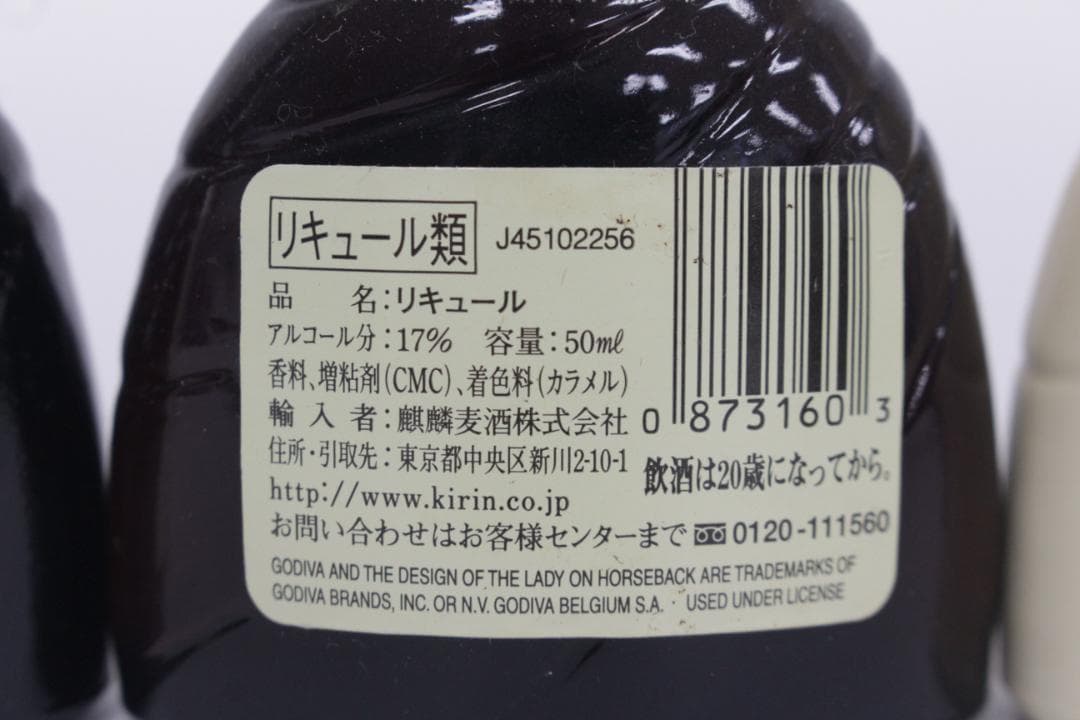 リキュール類 J45102256
品 名:リキュール
アルコール分:17% 容量:50ml
香料、増粘剤(CMC)、着色料(カラメル)
輸入者:麒麟麦酒株式会社
住所・引取先:東京都中央区新川2-10-1
http://www.kirin.co.jp
お問い合わせはお客様センターまで 0120-111560
0 873160 3
飲酒は20歳になってから。
GODIVA AND THE DESIGN OF THE LADY ON HORSEBACK ARE TRADEMARKS OF
GODIVA BRANDS, INC. OR N.V. GODIVA BELGIUM S.A. · USED UNDER LICENSE